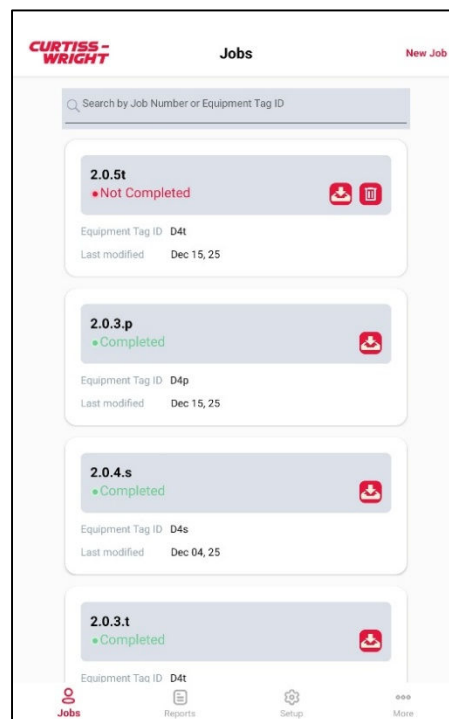 CURTISS -
WRIGHT
Jobs
New Job
Search by Job Number or Equipment Tag ID
2.0.5t
Not Completed
Equipment Tag ID D4t
Last modified Dec 15, 25
2.0.3.p
Completed
Equipment Tag ID D4p
Last modified Dec 15, 25
2.0.4.s
Completed
Equipment Tag ID D4s
Last modified Dec 04, 25
2.0.3.t
Completed
Equipment Tag ID D4t
Jobs Reports Setup More